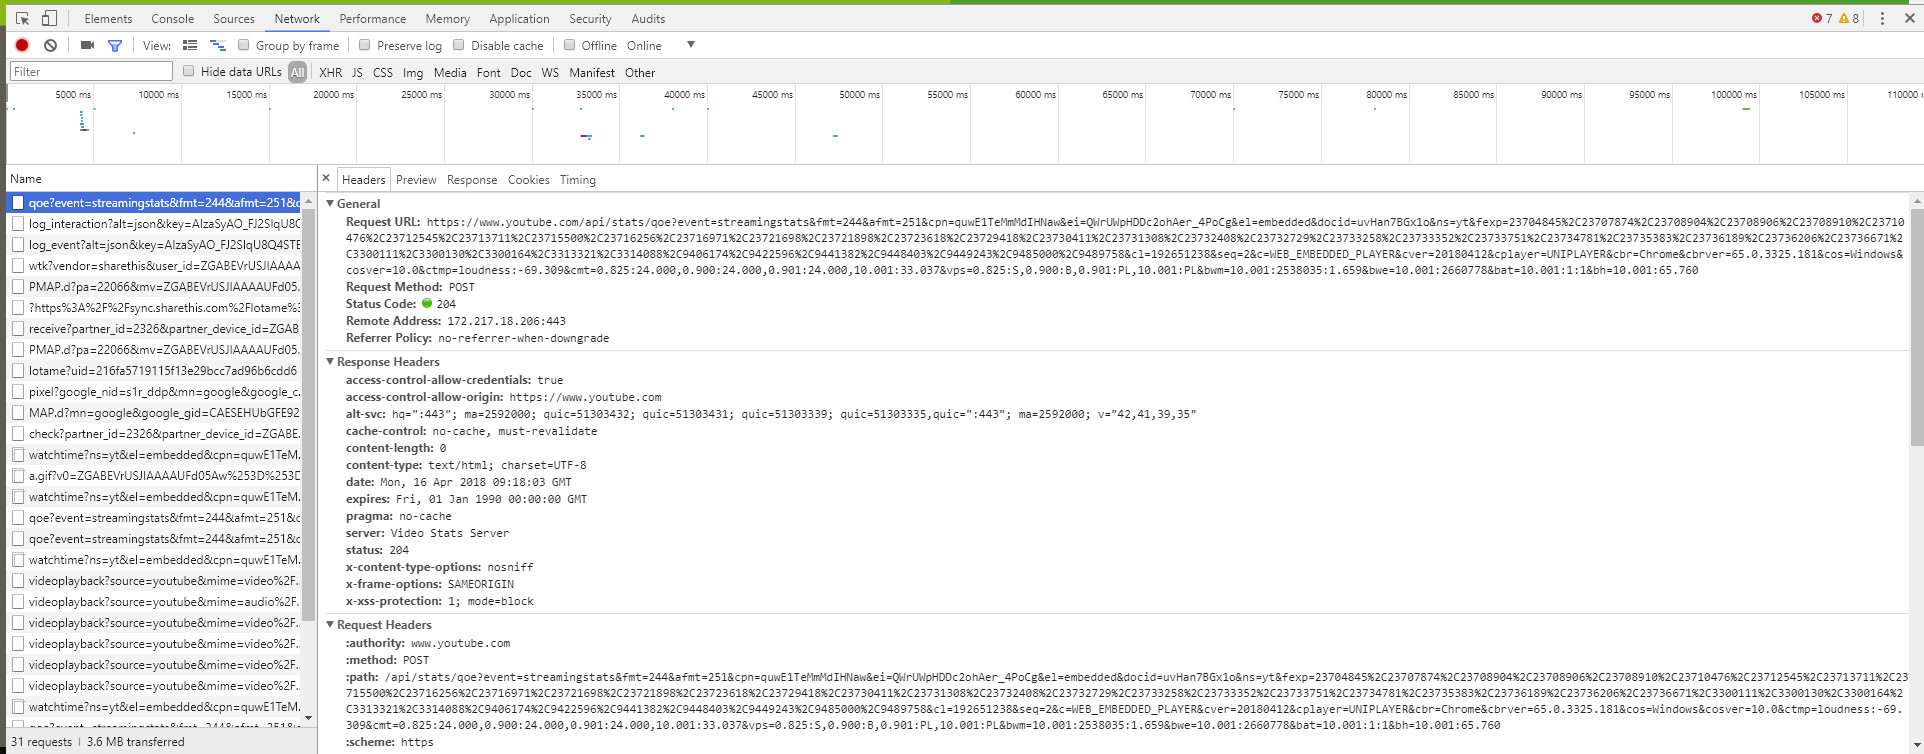 Elements Console Sources Network Performance Memory Application Security Audits 7 8
View: Group by frame Preserve log Disable cache Offline Online
Filter Hide data URLs All XHR JS CSS Img Media Font Doc WS Manifest Other
5000 ms 10000 ms 15000 ms 20000 ms 25000 ms 30000 ms 35000 ms 40000 ms 45000 ms 50000 ms 55000 ms 60000 ms 65000 ms 70000 ms 75000 ms 80000 ms 85000 ms 90000 ms 95000 ms 100000 ms 105000 ms 110000
Name
qoe?event=streamingstats&fmt=244&afmt=251&c
log_interaction?alt=json&key=AIzaSyAO_FJ2SlqU8Q
log_event?alt=json&key=AIzaSyAO_FJ2SlqU8Q4STE
wtk?vendor=sharethis&user_id=ZGABEVrUSJIAAAA
PMAP.d?pa=22066&mv=ZGABEVrUSJIAAAAUFd05.
?https%3A%2F%2Fsync.sharethis.com%2Flotame%3
receive?partner_id=2326&partner_device_id=ZGAB
PMAP.d?pa=22066&mv=ZGABEVrUSJIAAAAUFd05.
lotame?uid=216fa5719115f13e29bcc7ad96b6cdd6
pixel?google_nid=s1r_ddp&mn=google&google_c.
MAP.d?mn=google&google_gid=CAESEHUbGFE92
check?partner_id=2326&partner_device_id=ZGABE.
watchtime?ns=yt&el=embedded&cpn=quwE1TeM.
a.gif?v0=ZGABEVrUSJIAAAAUFd05Aw%253D%253D
watchtime?ns=yt&el=embedded&cpn=quwE1TeM.
qoe?event=streamingstats&fmt=244&afmt=251&c
qoe?event=streamingstats&fmt=244&afmt=251&c
watchtime?ns=yt&el=embedded&cpn=quwE1TeM.
videoplayback?source=youtube&mime=video%2F..
videoplayback?source=youtube&mime=audio%2F.
videoplayback?source=youtube&mime=video%2F..
videoplayback?source=youtube&mime=video%2F..
videoplayback?source=youtube&mime=video%2F..
videoplayback?source=youtube&mime=video%2F..
watchtime?ns=yt&el=embedded&cpn=quwE1TeM.
qoe?event=streamingstats&fmt=244&afmt=251&c
31 requests | 3.6 MB transferred
Headers Preview Response Cookies Timing
General
Request URL: https://www.youtube.com/api/stats/qoe?event=streamingstats&fmt=244&afmt=251&cpn=quwE1TeMmMdIHNaw&ei=QWrUWpHDDc2ohAer_4PoCg&el=embedded&docid=uvHan7BGx1o&ns=yt&fexp=23704845%2C23707874%2C23708904%2C23708906%2C23708910%2C23710
476%2C23712545%2C23713711%2C23715500%2C23716256%2C23716971%2C23721698%2C23721898%2C23723618%2C23729418%2C23730411%2C23731308%2C23732408%2C23732729%2C23733258%2C23733352%2C23733751%2C23734781%2C23735383%2C23736189%2C23736206%2C23736671%2
C3300111%2C3300130%2C3300164%2C3313321%2C3314088%2C9406174%2C9422596%2C9441382%2C9448403%2C9449243%2C9485000%2C9489758&cl=192651238&seq=2&c=WEB_EMBEDDED_PLAYER&cver=20180412&cplayer=UNIPLAYER&cbr=Chrome&cbrver=65.0.3325.181&cos=Windows&
cosver=10.0&ctmp=loudness:-69.309&cmt=0.825:24.000,0.900:24.000,0.901:24.000,10.001:33.037&vps=0.825:S,0.900:B,0.901:PL,10.001:PL&bwm=10.001:2538035:1.659&bwe=10.001:2660778&bat=10.001:1:1&bh=10.001:65.760
Request Method: POST
Status Code: 204
Remote Address: 172.217.18.206:443
Referrer Policy: no-referrer-when-downgrade
Response Headers
access-control-allow-credentials: true
access-control-allow-origin: https://www.youtube.com
alt-svc: hq=":443"; ma=2592000; quic=51303432; quic=51303431; quic=51303339; quic=51303335,quic=":443"; ma=2592000; v="42,41,39,35"
cache-control: no-cache, must-revalidate
content-length: 0
content-type: text/html; charset=UTF-8
date: Mon, 16 Apr 2018 09:18:03 GMT
expires: Fri, 01 Jan 1990 00:00:00 GMT
pragma: no-cache
server: Video Stats Server
status: 204
x-content-type-options: nosniff
x-frame-options: SAMEORIGIN
x-xss-protection: 1; mode=block
Request Headers
:authority: www.youtube.com
:method: POST
:path: /api/stats/qoe?event=streamingstats&fmt=244&afmt=251&cpn=quwE1TeMmMdIHNaw&ei=QWrUWpHDDc2ohAer_4PoCg&el=embedded&docid=uvHan7BGx1o&ns=yt&fexp=23704845%2C23707874%2C23708904%2C23708906%2C23708910%2C23710476%2C23712545%2C23713711%2C23
715500%2C23716256%2C23716971%2C23721698%2C23721898%2C23723618%2C23729418%2C23730411%2C23731308%2C23732408%2C23732729%2C23733258%2C23733352%2C23733751%2C23734781%2C23735383%2C23736189%2C23736206%2C23736671%2C3300111%2C3300130%2C3300164%2
C3313321%2C3314088%2C9406174%2C9422596%2C9441382%2C9448403%2C9449243%2C9485000%2C9489758&cl=192651238&seq=2&c=WEB_EMBEDDED_PLAYER&cver=20180412&cplayer=UNIPLAYER&cbr=Chrome&cbrver=65.0.3325.181&cos=Windows&cosver=10.0&ctmp=loudness:-69.
309&cmt=0.825:24.000,0.900:24.000,0.901:24.000,10.001:33.037&vps=0.825:S,0.900:B,0.901:PL,10.001:PL&bwm=10.001:2538035:1.659&bwe=10.001:2660778&bat=10.001:1:1&bh=10.001:65.760
:scheme: https